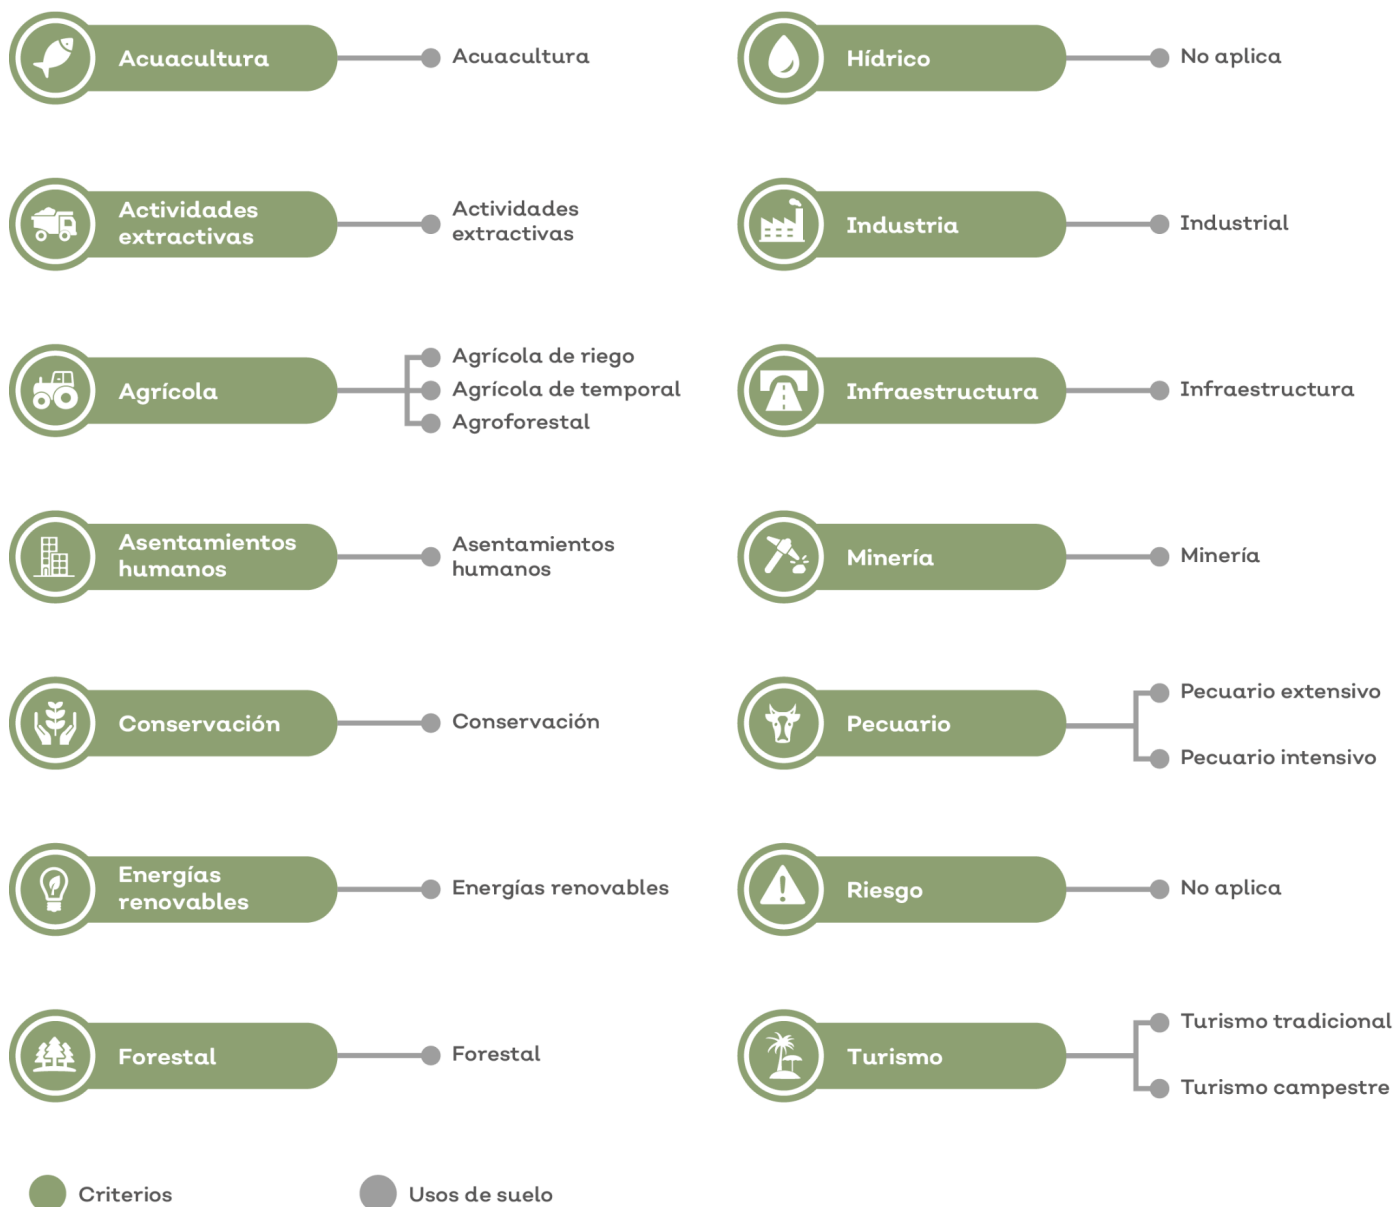 Acuacultura
Acuacultura
Actividades
extractivas
Actividades
extractivas
Agrícola
Agrícola de riego
Agrícola de temporal
Agroforestal
Asentamientos
humanos
Asentamientos
humanos
Conservación
Conservación
Energías
renovables
Energías renovables
Forestal
Forestal
Hídrico
No aplica
Industria
Industrial
Infraestructura
Infraestructura
Minería
Minería
Pecuario
Pecuario extensivo
Pecuario intensivo
Riesgo
No aplica
Turismo
Turismo tradicional
Turismo campestre
Criterios
Usos de suelo